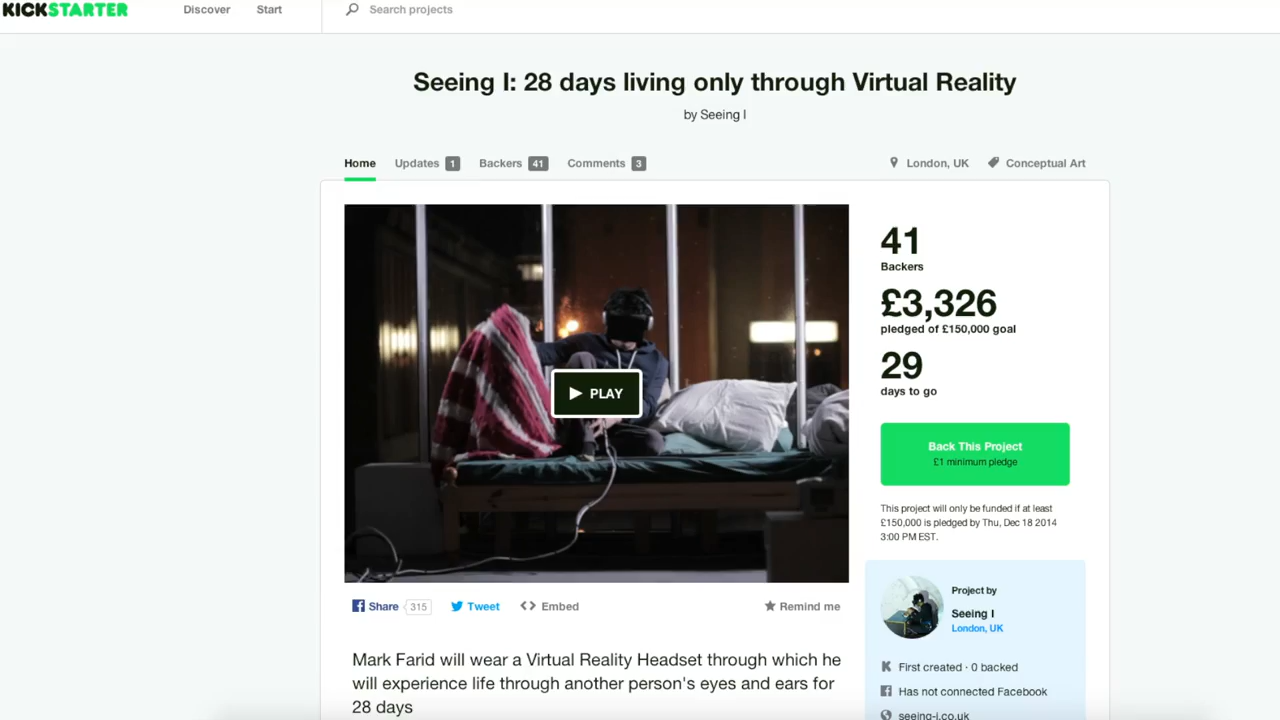 KICKSTARTER
Discover
Start
Search projects
Seeing I: 28 days living only through Virtual Reality
by Seeing I
Home
Updates 1
Backers 41
Comments 3
London, UK
Conceptual Art
PLAY
41
Backers
£3,326
pledged of £150,000 goal
29
days to go
Back This Project
£1 minimum pledge
This project will only be funded if at least
£150,000 is pledged by Thu, Dec 18 2014
3:00 PM EST.
Share 315
Tweet
Embed
Remind me
Project by
Seeing I
London, UK
First created · 0 backed
Has not connected Facebook
seeing-i.co.uk
Mark Farid will wear a Virtual Reality Headset through which he
will experience life through another person's eyes and ears for
28 days